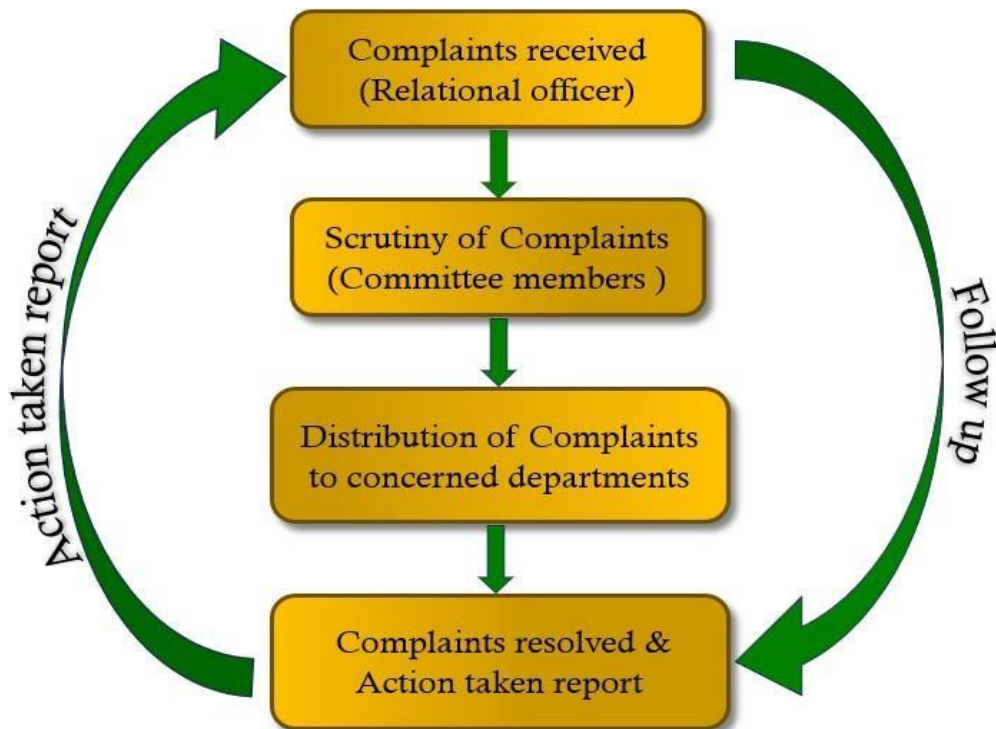 Complaints received
(Relational officer)
Scrutiny of Complaints
(Committee members )
Distribution of Complaints
to concerned departments
Complaints resolved &
Action taken report
Action taken report
Follow up